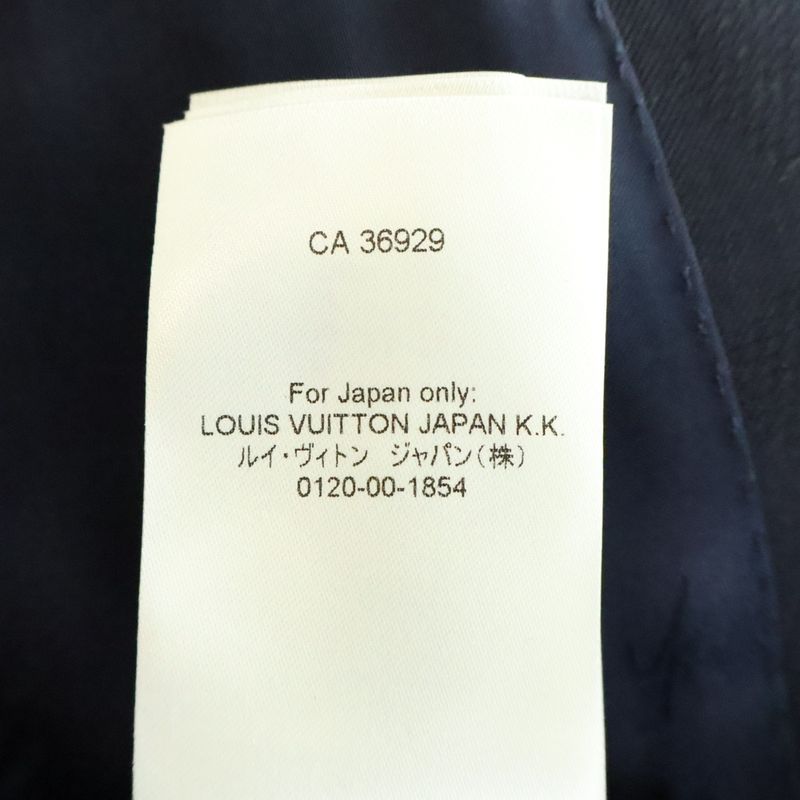 CA 36929
For Japan only:
LOUIS VUITTON JAPAN K.K.
ルイ・ヴィトン　ジャパン（株）
0120-00-1854